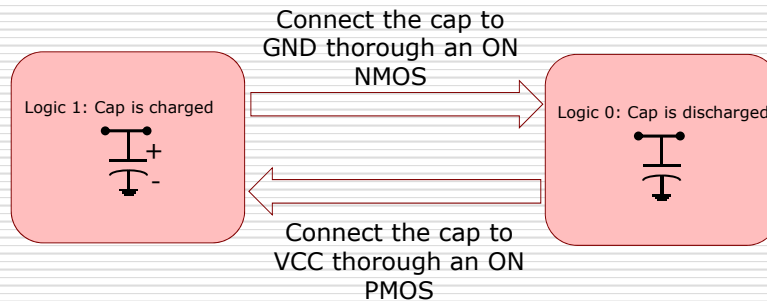 Connect the cap to
GND thorough an ON
NMOS
Logic 1: Cap is charged
+
-
Logic 0: Cap is discharged
Connect the cap to
VCC thorough an ON
PMOS